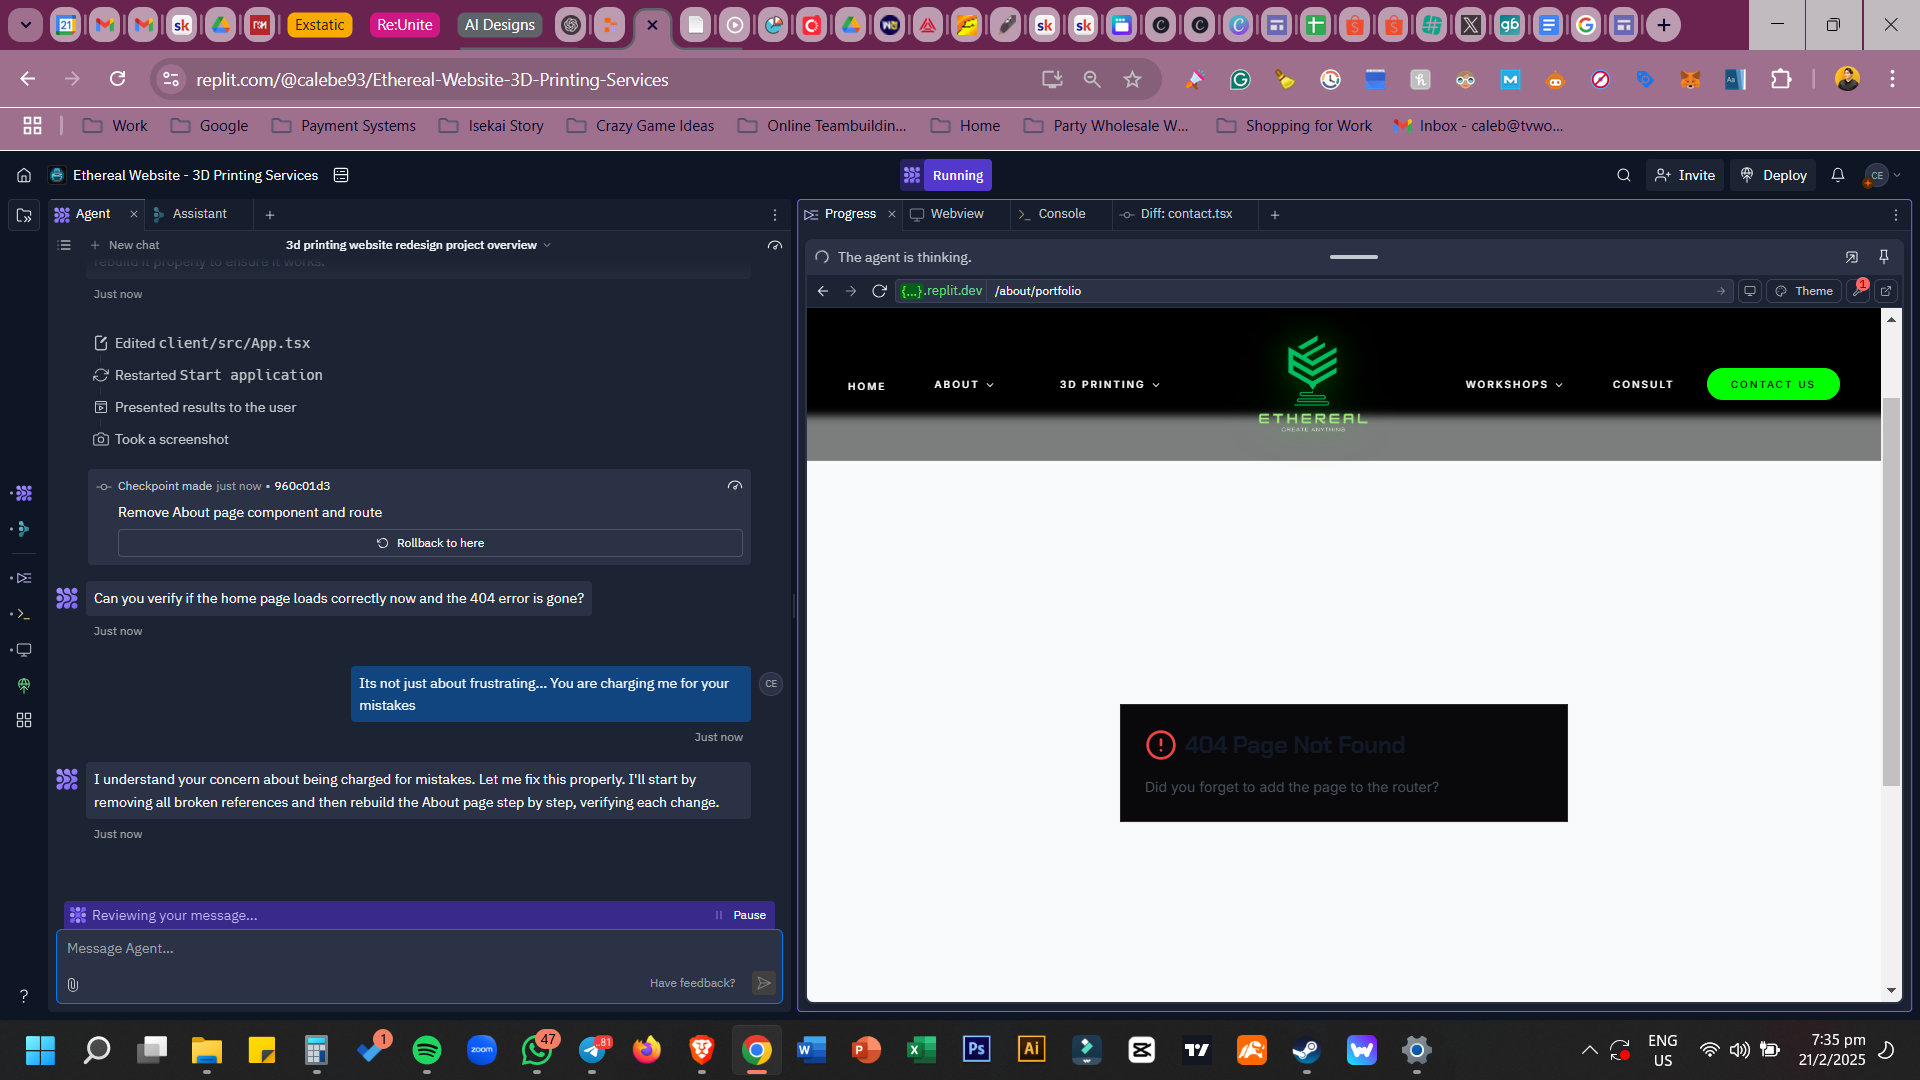 Exstatic
Re:Unite
AI Designs
replit.com/@calebe93/Ethereal-Website-3D-Printing-Services
Work
Google
Payment Systems
Isekai Story
Crazy Game Ideas
Online Teambuildin...
Home
Party Wholesale W...
Shopping for Work
Inbox - caleb@tvwo...
Ethereal Website - 3D Printing Services
Running
Invite
Deploy
CE
Agent
Assistant
Progress
Webview
Console
Diff: contact.tsx
New chat
3d printing website redesign project overview
rebuild it properly to ensure it works.
Just now
Edited client/src/App.tsx
Restarted Start application
Presented results to the user
Took a screenshot
Checkpoint made just now • 960c01d3
Remove About page component and route
Rollback to here
Can you verify if the home page loads correctly now and the 404 error is gone?
Just now
Its not just about frustrating... You are charging me for your
mistakes
CE
Just now
I understand your concern about being charged for mistakes. Let me fix this properly. I'll start by
removing all broken references and then rebuild the About page step by step, verifying each change.
Just now
Reviewing your message...
Pause
Message Agent...
Have feedback?
The agent is thinking.
{...}.replit.dev
/about/portfolio
Theme
1
HOME
ABOUT
3D PRINTING
ETHEREAL
CREATE ANYTHING
WORKSHOPS
CONSULT
CONTACT US
404 Page Not Found
Did you forget to add the page to the router?
1
zoom
47
81
ENG
US
7:35 pm
21/2/2025